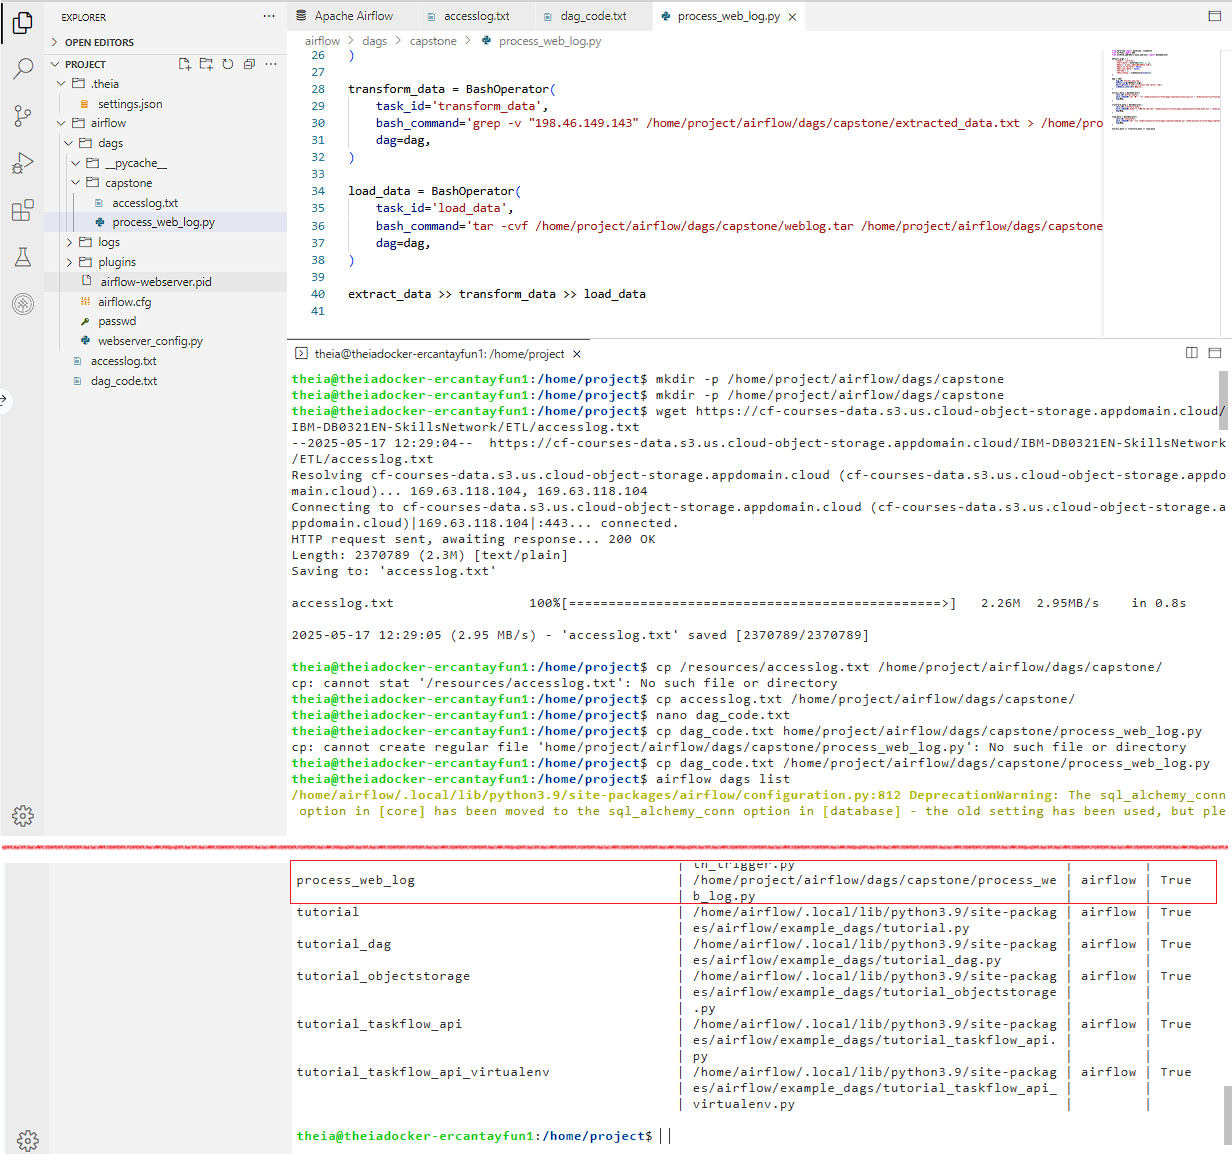 EXPLORER
OPEN EDITORS
PROJECT
.theia
settings.json
airflow
dags
__pycache__
capstone
accesslog.txt
process_web_log.py
logs
plugins
airflow-webserver.pid
airflow.cfg
passwd
webserver_config.py
accesslog.txt
dag_code.txt
Apache Airflow
accesslog.txt
dag_code.txt
process_web_log.py
airflow > dags > capstone > process_web_log.py
26 )
27
28 transform_data = BashOperator(
29 task_id='transform_data',
30 bash_command='grep -v "198.46.149.143" /home/project/airflow/dags/capstone/extracted_data.txt > /home/pro
31 dag=dag,
32 )
33
34 load_data = BashOperator(
35 task_id='load_data',
36 bash_command='tar -cvf /home/project/airflow/dags/capstone/weblog.tar /home/project/airflow/dags/capstone
37 dag=dag,
38 )
39
40 extract_data >> transform_data >> load_data
41
theia@theiadocker-ercantayfun1: /home/project
theia@theiadocker-ercantayfun1:/home/project$ mkdir -p /home/project/airflow/dags/capstone
theia@theiadocker-ercantayfun1:/home/project$ mkdir -p /home/project/airflow/dags/capstone
theia@theiadocker-ercantayfun1:/home/project$ wget https://cf-courses-data.s3.us.cloud-object-storage.appdomain.cloud/
IBM-DB0321EN-SkillsNetwork/ETL/accesslog.txt
--2025-05-17 12:29:04-- https://cf-courses-data.s3.us.cloud-object-storage.appdomain.cloud/IBM-DB0321EN-SkillsNetwork
/ETL/accesslog.txt
Resolving cf-courses-data.s3.us.cloud-object-storage.appdomain.cloud (cf-courses-data.s3.us.cloud-object-storage.appdo
main.cloud)... 169.63.118.104, 169.63.118.104
Connecting to cf-courses-data.s3.us.cloud-object-storage.appdomain.cloud (cf-courses-data.s3.us.cloud-object-storage.a
ppdomain.cloud)|169.63.118.104|:443... connected.
HTTP request sent, awaiting response... 200 OK
Length: 2370789 (2.3M) [text/plain]
Saving to: 'accesslog.txt'
accesslog.txt 100%[===============================================>] 2.26M 2.95MB/s in 0.8s
2025-05-17 12:29:05 (2.95 MB/s) - 'accesslog.txt' saved [2370789/2370789]
theia@theiadocker-ercantayfun1:/home/project$ cp /resources/accesslog.txt /home/project/airflow/dags/capstone/
cp: cannot stat '/resources/accesslog.txt': No such file or directory
theia@theiadocker-ercantayfun1:/home/project$ cp accesslog.txt /home/project/airflow/dags/capstone/
theia@theiadocker-ercantayfun1:/home/project$ nano dag_code.txt
theia@theiadocker-ercantayfun1:/home/project$ cp dag_code.txt home/project/airflow/dags/capstone/process_web_log.py
cp: cannot create regular file 'home/project/airflow/dags/capstone/process_web_log.py': No such file or directory
theia@theiadocker-ercantayfun1:/home/project$ cp dag_code.txt /home/project/airflow/dags/capstone/process_web_log.py
theia@theiadocker-ercantayfun1:/home/project$ airflow dags list
/home/airflow/.local/lib/python3.9/site-packages/airflow/configuration.py:812 DeprecationWarning: The sql_alchemy_conn
option in [core] has been moved to the sql_alchemy_conn option in [database] - the old setting has been used, but ple
| th_trigger.py | |
process_web_log | /home/project/airflow/dags/capstone/process_we | airflow | True
| b_log.py | |
tutorial | /home/airflow/.local/lib/python3.9/site-packag | airflow | True
| es/airflow/example_dags/tutorial.py | |
tutorial_dag | /home/airflow/.local/lib/python3.9/site-packag | airflow | True
| es/airflow/example_dags/tutorial_dag.py | |
tutorial_objectstorage | /home/airflow/.local/lib/python3.9/site-packag | airflow | True
| es/airflow/example_dags/tutorial_objectstorage | |
| .py | |
tutorial_taskflow_api | /home/airflow/.local/lib/python3.9/site-packag | airflow | True
| es/airflow/example_dags/tutorial_taskflow_api. | |
| py | |
tutorial_taskflow_api_virtualenv | /home/airflow/.local/lib/python3.9/site-packag | airflow | True
| es/airflow/example_dags/tutorial_taskflow_api_ | |
| virtualenv.py | |
theia@theiadocker-ercantayfun1:/home/project$